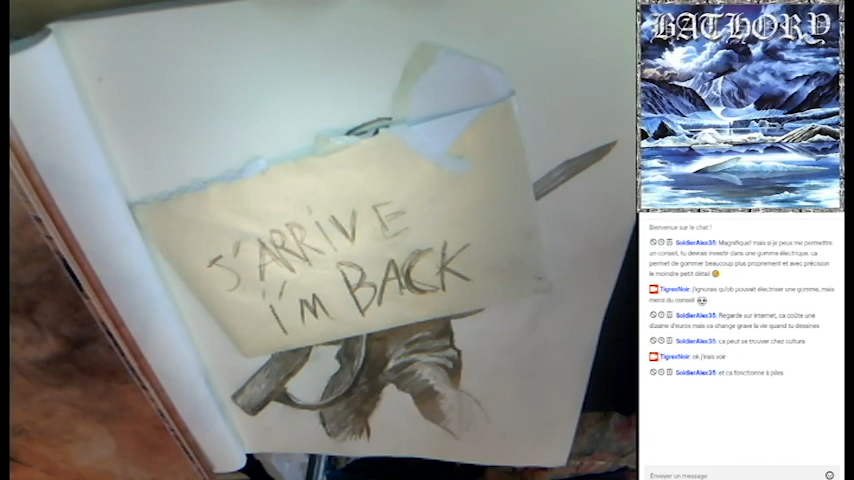 J'ARRIVE
I'M BACK
BATHORY
Bienvenue sur le chat !
SoldierAlex35: Magnifique! mais si je peux me permettre
un conseil, tu devrais investir dans une gomme électrique. ca
permet de gommer beaucoup plus proprement et avec précision
le moindre petit détail
TigreNoir: j'ignorais qu'ob pouvait électriser une gomme, mais
merci du conseil
SoldierAlex35: Regarde sur internet, ca coûte une
dizaine d'euros mais ca change grave la vie quand tu dessines
SoldierAlex35: ca peut se trouver chez cultura
TigreNoir: ok j'irais voir
SoldierAlex35: et ca fonctionne à piles
Envoyer un message